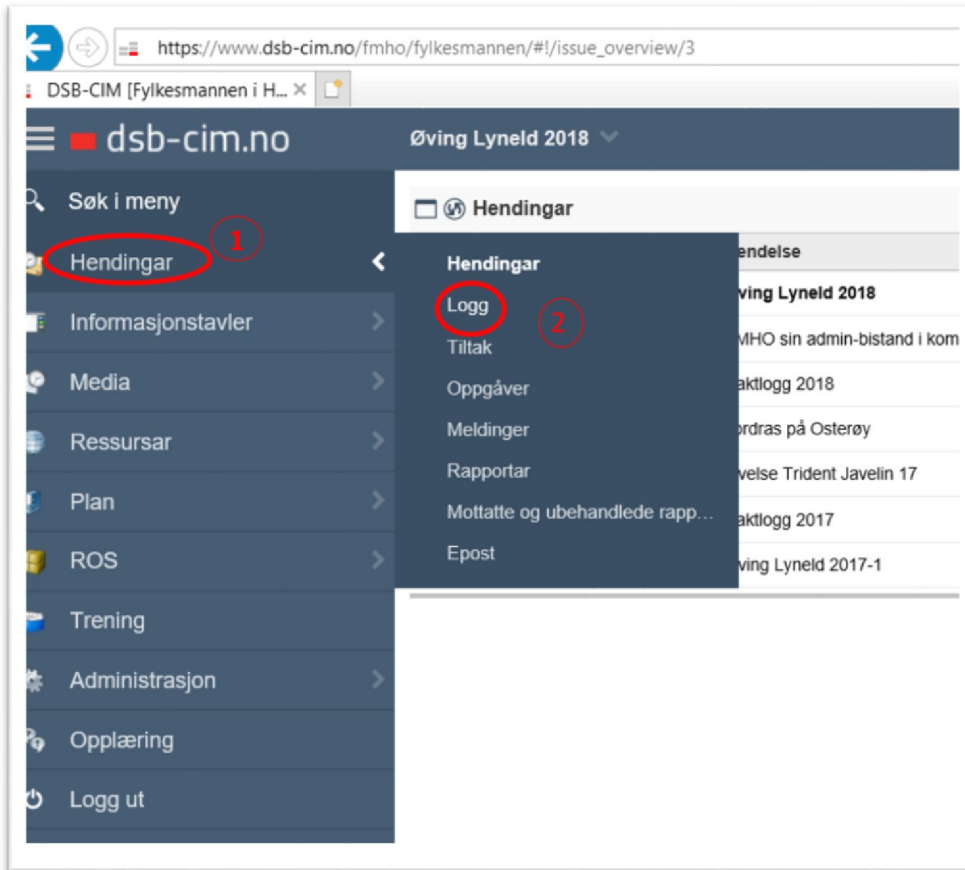 https://www.dsb-cim.no/fmho/fylkesmannen/#!/issue_overview/3
DSB-CIM [Fylkesmannen i H...
dsb-cim.no
Øving Lyneld 2018
Søk i meny
Hendingar
1
Informasjonstavler
Media
Ressursar
Plan
ROS
Trening
Administrasjon
Opplæring
Logg ut
Hendingar
Hendingar
Logg
2
Tiltak
Oppgåver
Meldinger
Rapportar
Mottatte og ubehandlede rapp...
Epost
endelse
ving Lyneld 2018
MHO sin admin-bistand i kom
aktlogg 2018
ordras på Osterøy
velse Trident Javelin 17
aktlogg 2017
ving Lyneld 2017-1